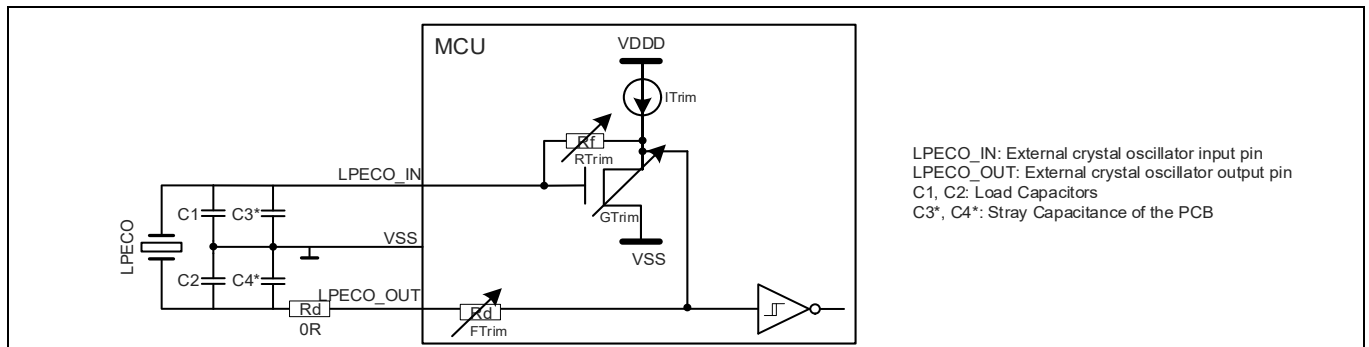 MCU
VDDD
ITrim
Rf
RTrim
LPECO_IN
GTrim
C1 C3*
VSS
VSS
LPECO
C2 C4*
LPECO_OUT
Rd
0R
Rd
FTrim
LPECO_IN: External crystal oscillator input pin
LPECO_OUT: External crystal oscillator output pin
C1, C2: Load Capacitors
C3*, C4*: Stray Capacitance of the PCB